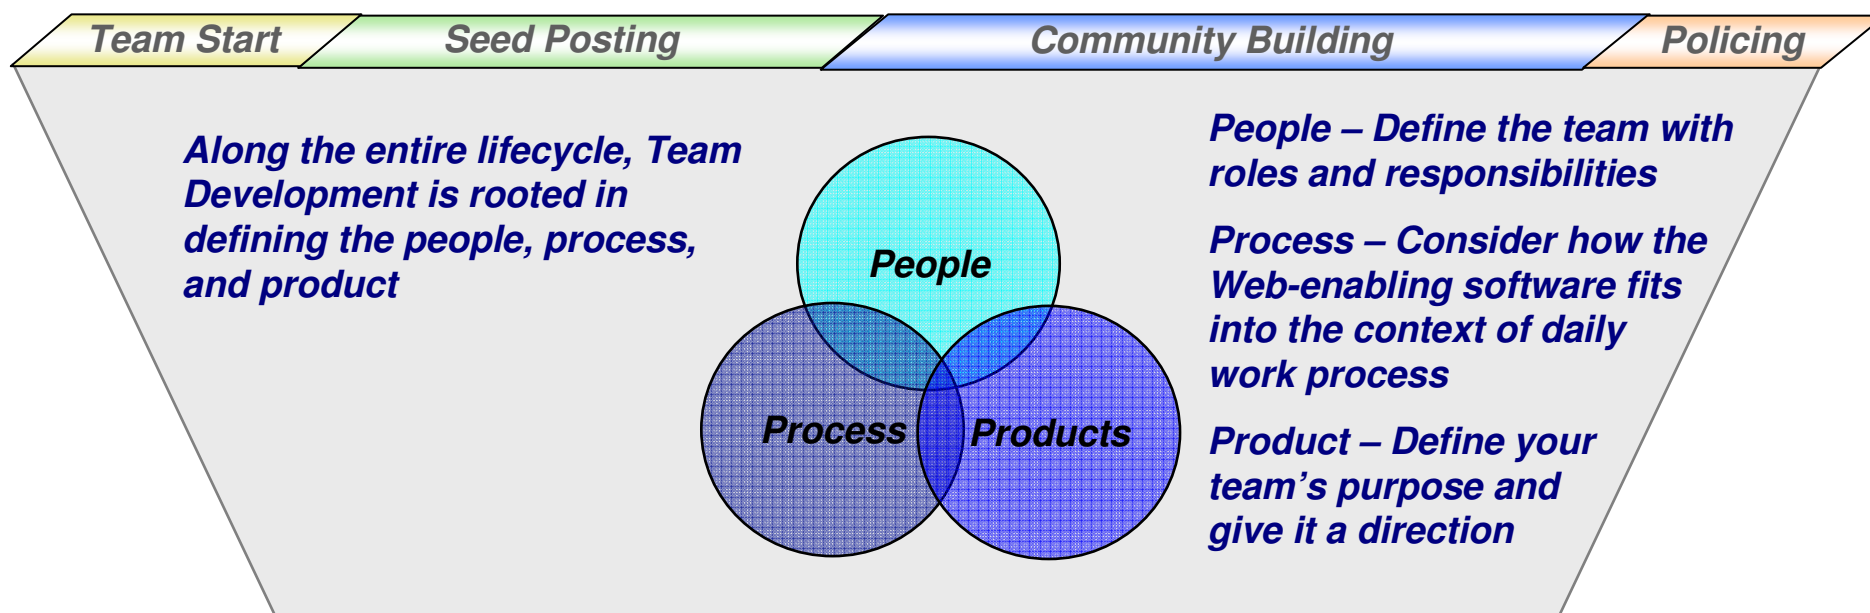 Team Start
Seed Posting
Community Building
Policing
Along the entire lifecycle, Team
Development is rooted in
defining the people, process,
and product
People
Process
Products
People – Define the team with
roles and responsibilities
Process – Consider how the
Web-enabling software fits
into the context of daily
work process
Product – Define your
team’s purpose and
give it a direction